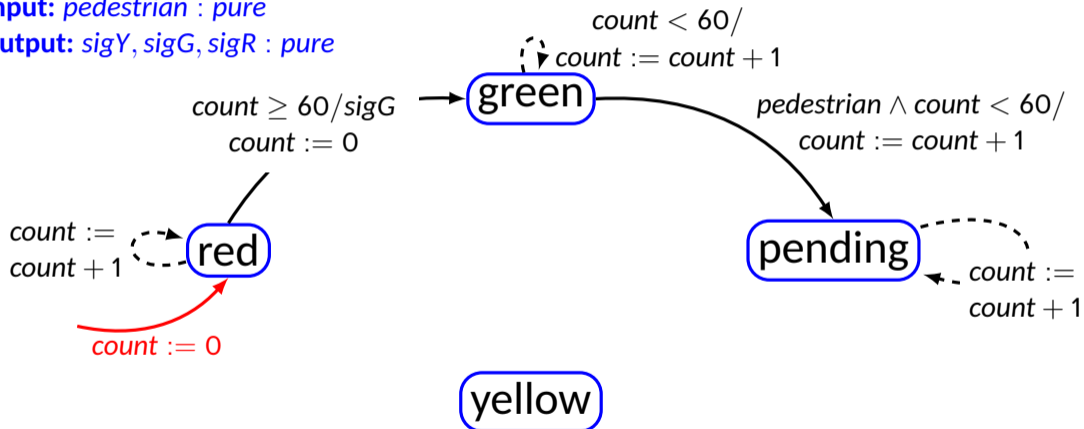 nput: pedestrian : pure
utput: sigY, sigG, sigR : pure
count < 60/
count := count + 1
green
count ≥ 60/sigG
count := 0
pedestrian ∧ count < 60/
count := count + 1
count :=
count + 1
red
pending
count :=
count + 1
count := 0
yellow